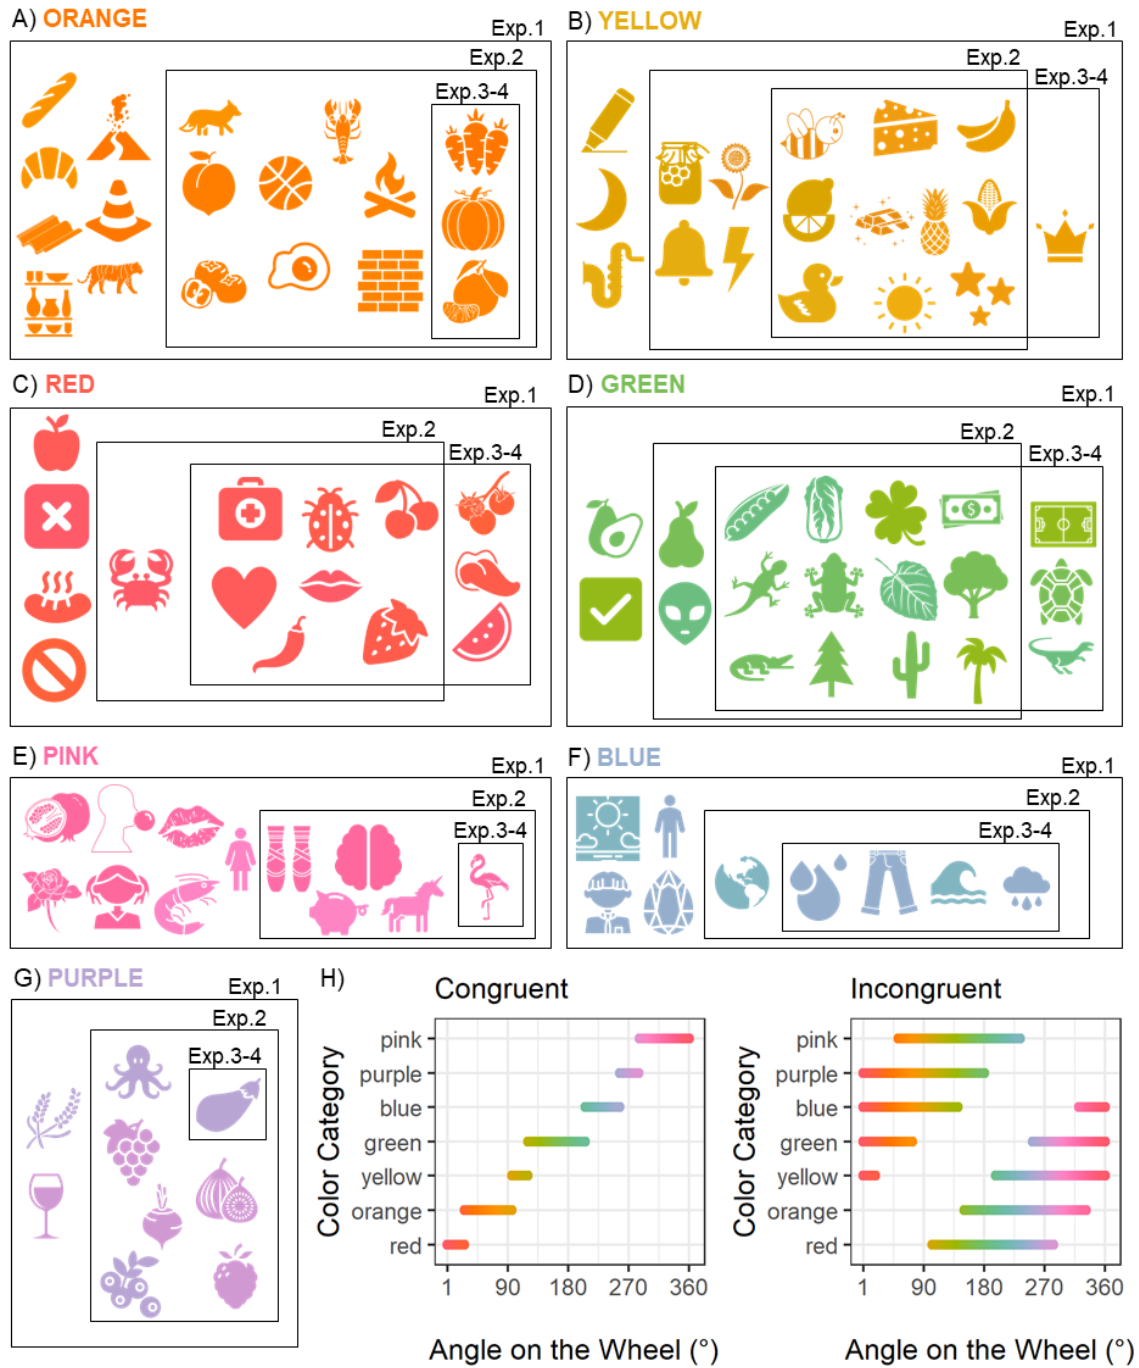 A) ORANGE
Exp.1
Exp.2
Exp.3-4
B) YELLOW
Exp.1
Exp.2
Exp.3-4
C) RED
Exp.1
Exp.2
Exp.3-4
D) GREEN
Exp.1
Exp.2
Exp.3-4
$
E) PINK
Exp.1
Exp.2
Exp.3-4
F) BLUE
Exp.1
Exp.2
Exp.3-4
G) PURPLE
Exp.1
Exp.2
Exp.3-4
H)
Congruent
Color Category
pink
purple
blue
green
yellow
orange
red
1 90 180 270 360
Angle on the Wheel (°)
Incongruent
Color Category
pink
purple
blue
green
yellow
orange
red
1 90 180 270 360
Angle on the Wheel (°)